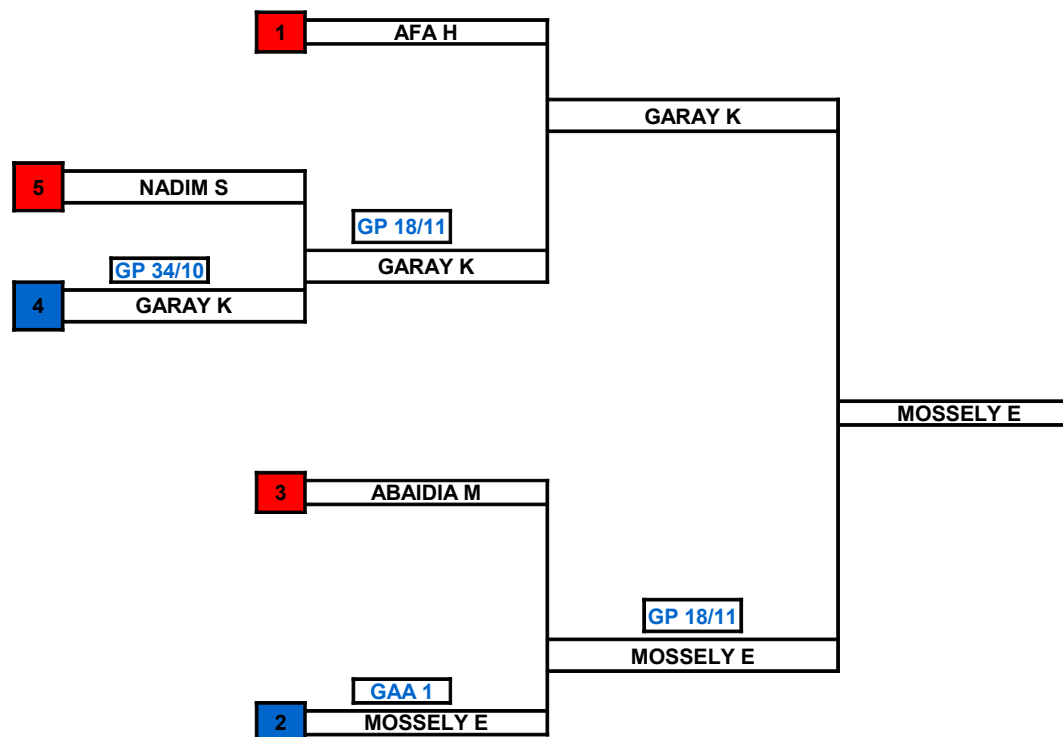 1 AFA H
GARAY K
5 NADIM S
GP 18/11
GARAY K
GP 34/10
4 GARAY K
MOSSELY E
3 ABAIDIA M
GP 18/11
MOSSELY E
GAA 1
2 MOSSELY E